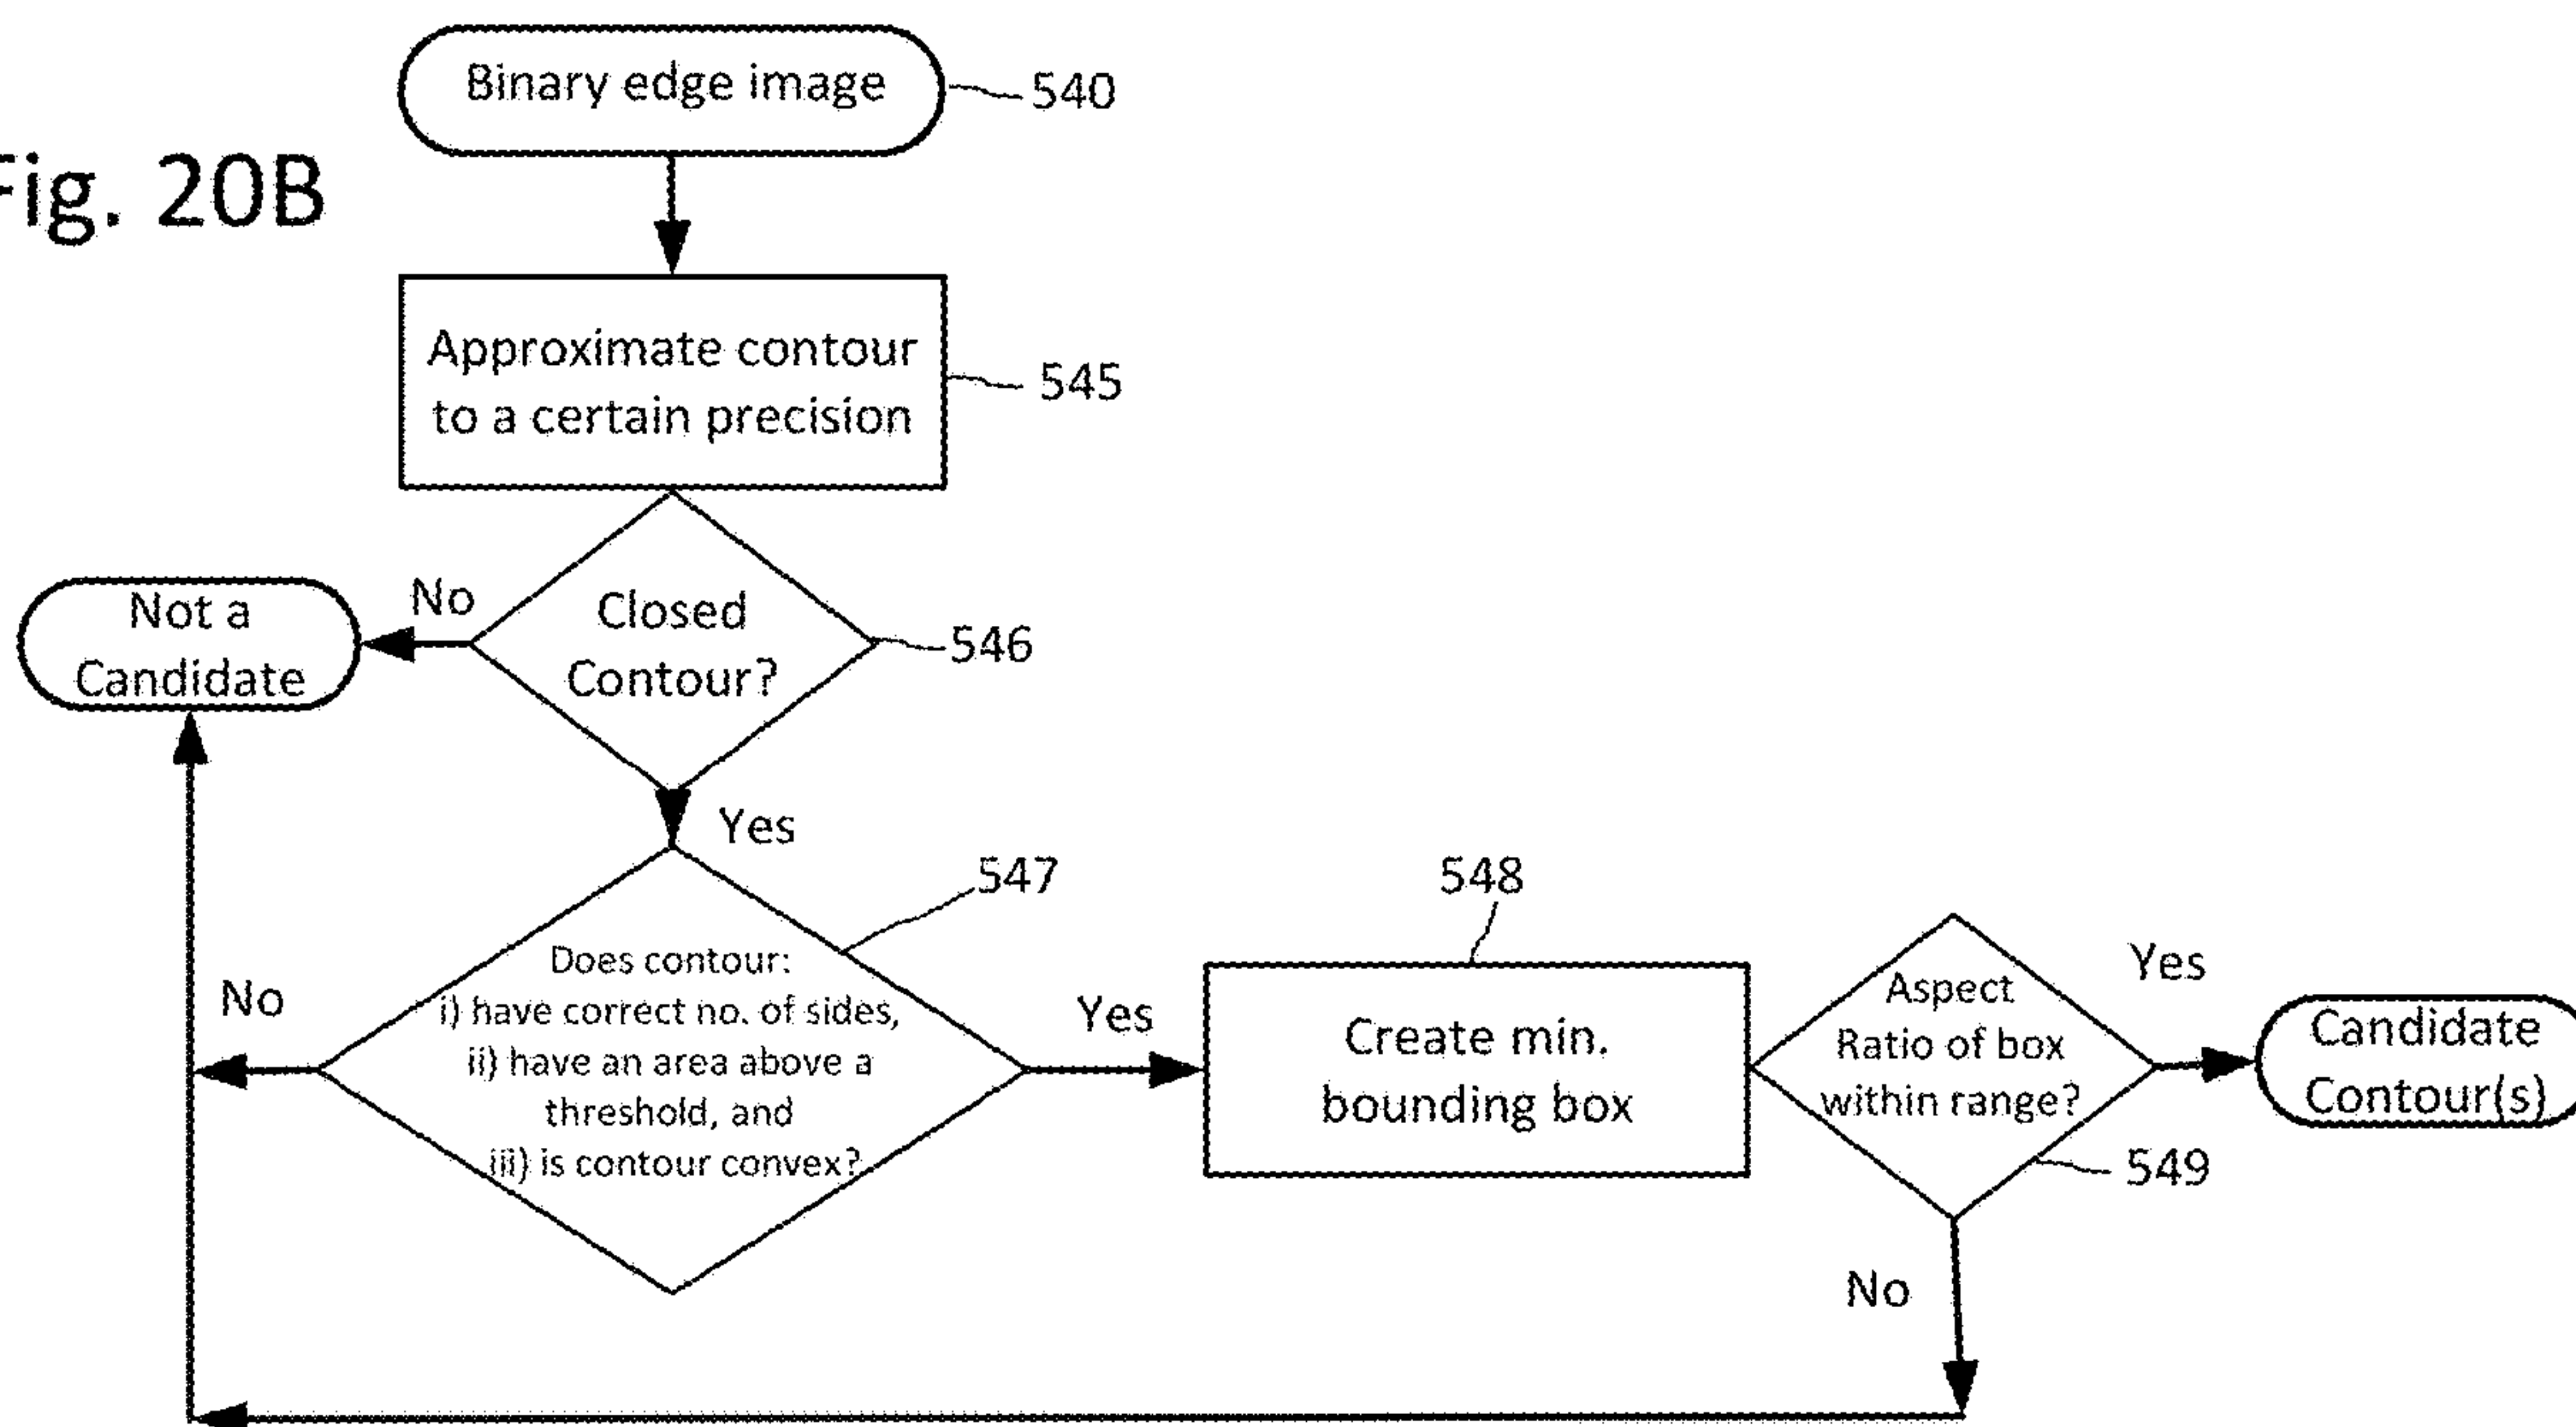 Binary edge image
540
Fig. 20B
Approximate contour
to a certain precision
545
Closed
Contour?
546
No
Not a
Candidate
Yes
547
Does contour:
i) have correct no. of sides,
ii) have an area above a
threshold, and
iii) is contour convex?
No
Yes
548
Create min.
bounding box
Aspect
Ratio of box
within range?
549
Yes
Candidate
Contour(s)
No